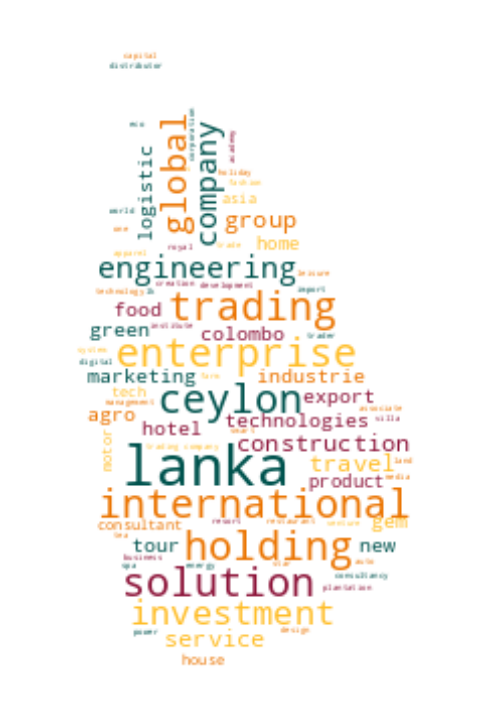 capital
distributor
eco
corporation
global
company
academy
logistic
holiday
fashion
asia
world
group
one
home
royal
trade
apparel
engineering
leisure
creation development
technology lk
import
food trading
institute
green
colombo
trader
system
enterprise
digital
marketing
farm
industrie
tech
ceylon export
management
associate
agro
technologies
villa
hotel
smart
motor
construction
trading company
lanka
travel
land
product
media
international
resort
restaurant
venture
gem
consultant
tea
tour holding new
business
spa
energy
star
auto
consultancy
solution
plantation
investment
power
design
service
house